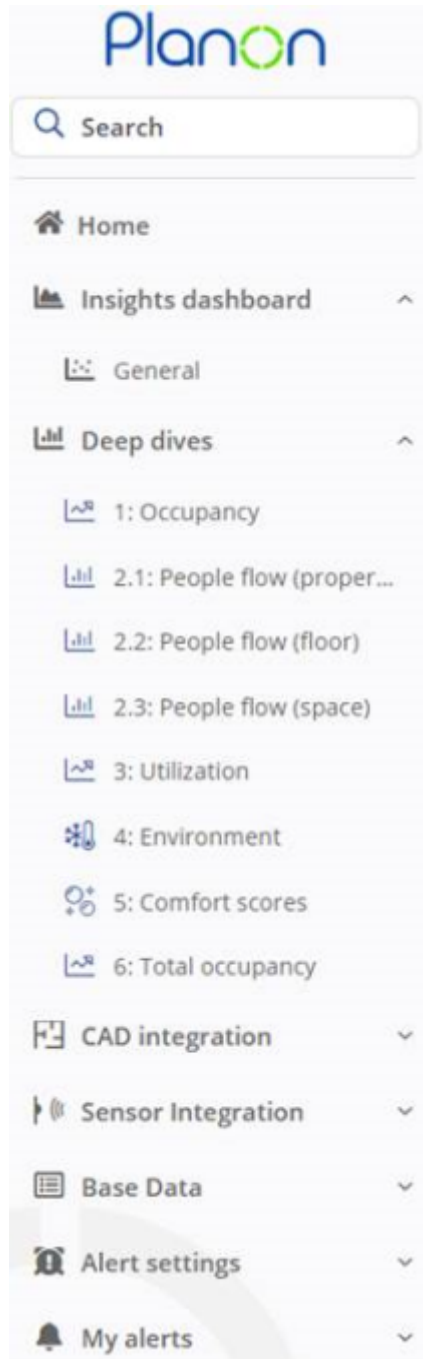 Planon
Search
Home
Insights dashboard
General
Deep dives
1: Occupancy
2.1: People flow (proper...
2.2: People flow (floor)
2.3: People flow (space)
3: Utilization
4: Environment
5: Comfort scores
6: Total occupancy
CAD integration
Sensor Integration
Base Data
Alert settings
My alerts